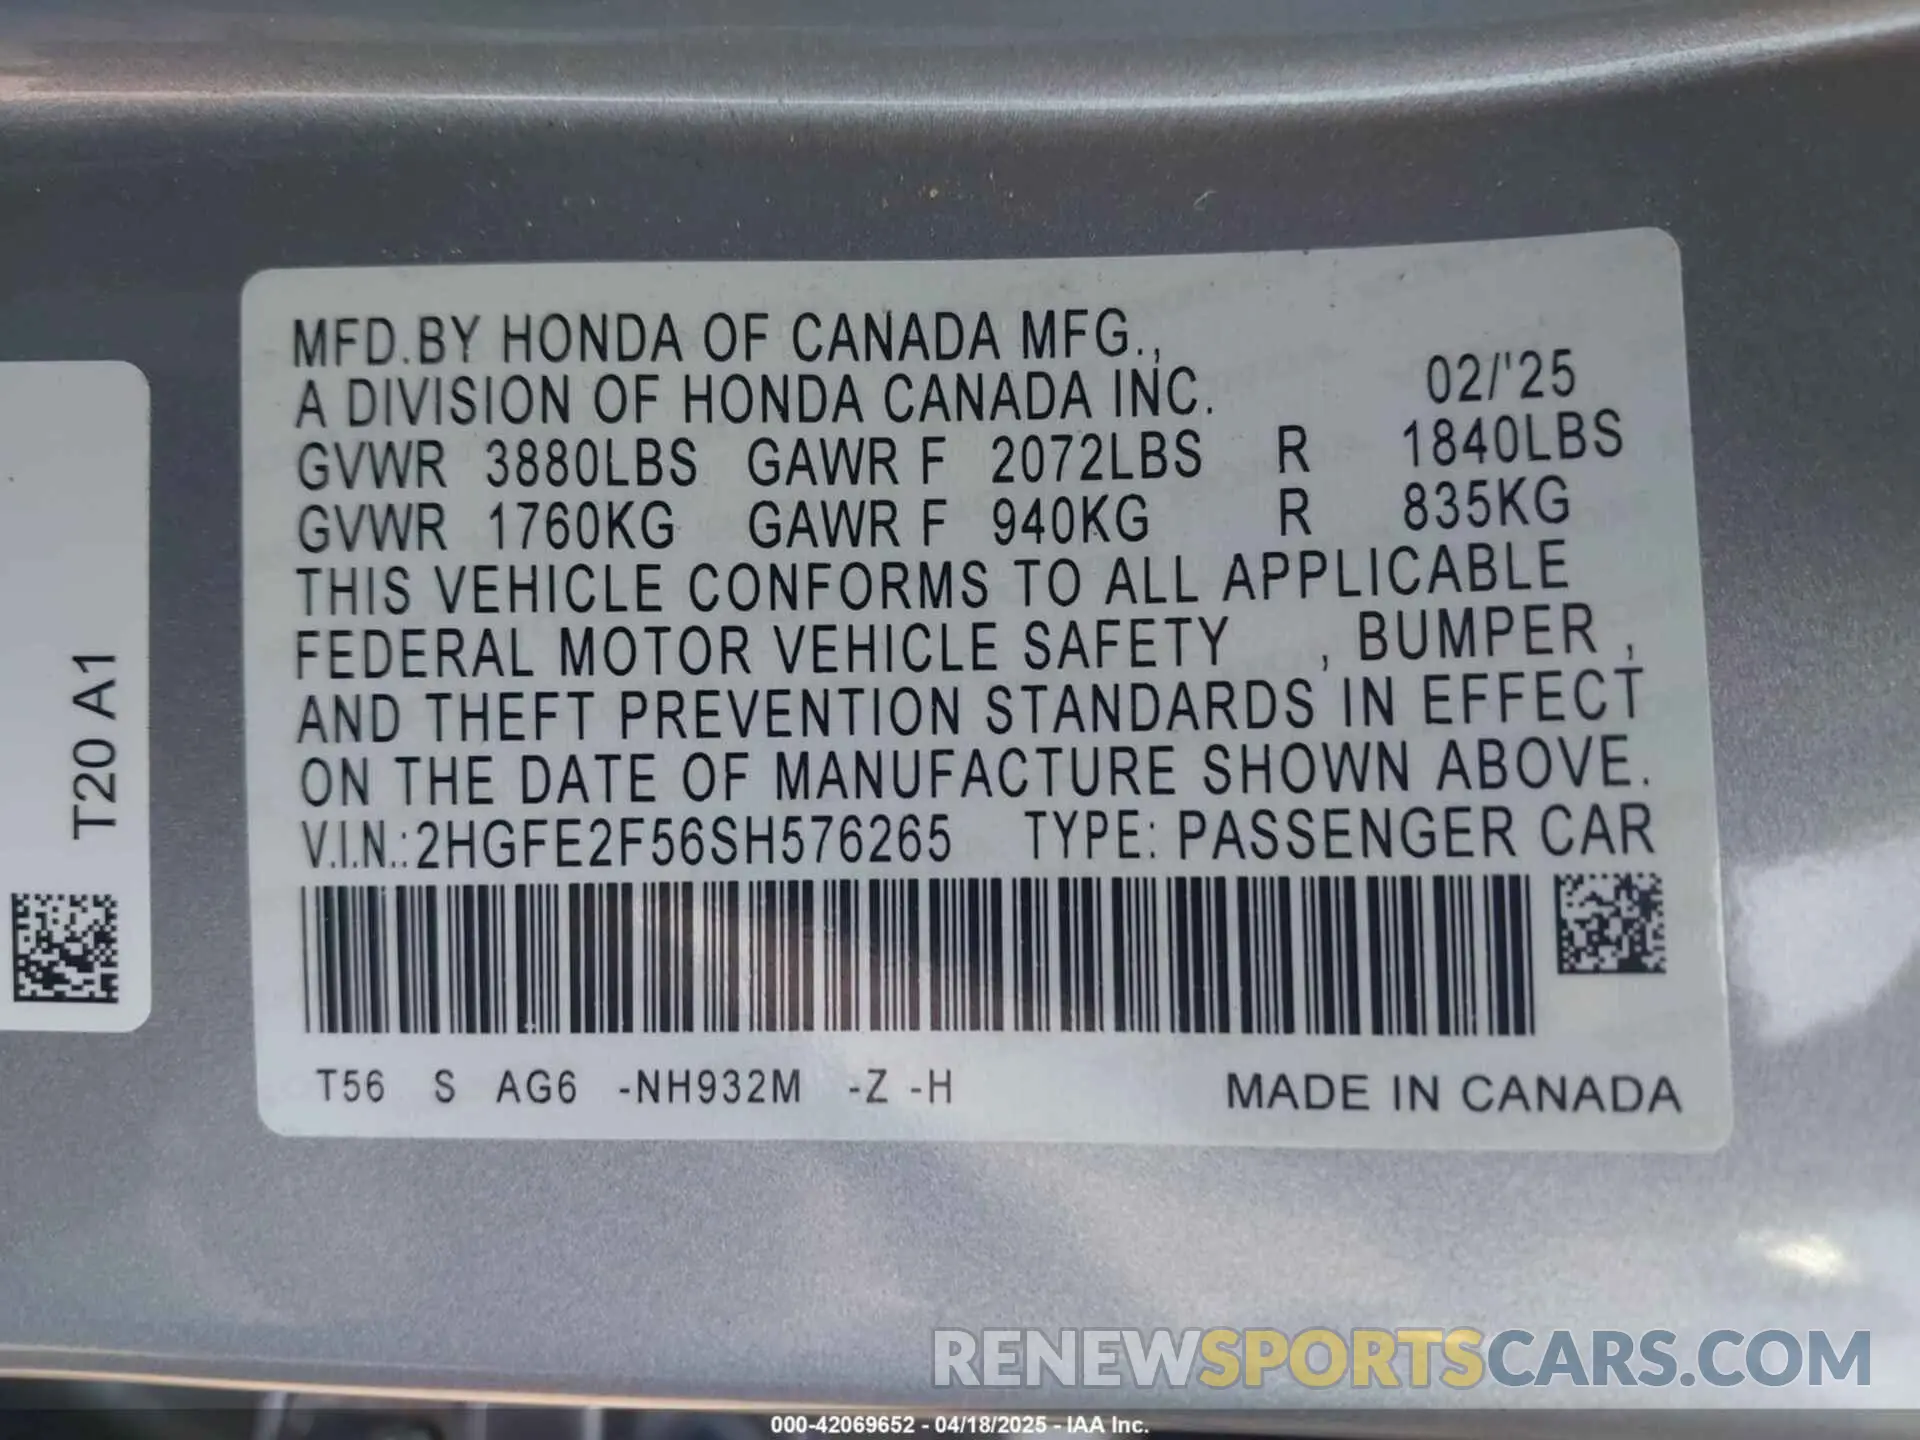 MFD.BY HONDA OF CANADA MFG.,
A DIVISION OF HONDA CANADA INC. 02/'25
GVWR 3880LBS GAWR F 2072LBS R 1840LBS
GVWR 1760KG GAWR F 940KG R 835KG
THIS VEHICLE CONFORMS TO ALL APPLICABLE
FEDERAL MOTOR VEHICLE SAFETY , BUMPER ,
AND THEFT PREVENTION STANDARDS IN EFFECT
ON THE DATE OF MANUFACTURE SHOWN ABOVE.
V.I.N.:2HGFE2F56SH576265 TYPE: PASSENGER CAR
T56 S AG6 -NH932M -Z -H MADE IN CANADA
T20 A1
RENEWSPORTSCARS.COM
000-42069652 - 04/18/2025 - IAA Inc.